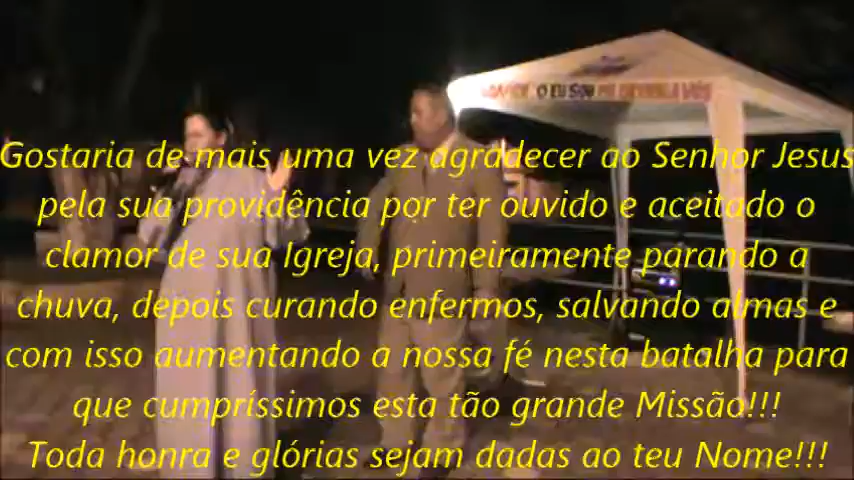 O EU SOU
Gostaria de mais uma vez agradecer ao Senhor Jesus
pela sua providência por ter ouvido e aceitado o
clamor de sua Igreja, primeiramente parando a
chuva, depois curando enfermos, salvando almas e
com isso aumentando a nossa fé nesta batalha para
que cumpríssimos esta tão grande Missão!!!
Toda honra e glórias sejam dadas ao teu Nome!!!